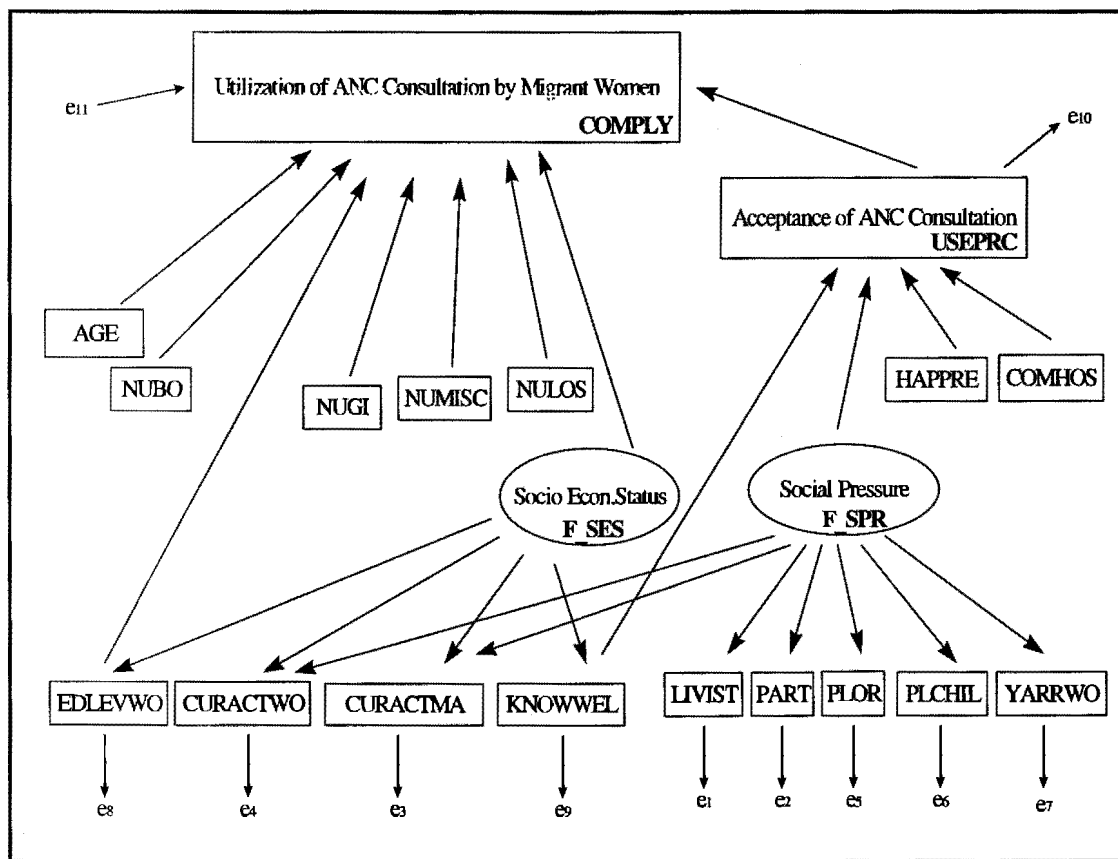 Utilization of ANC Consultation by Migrant Women
COMPLY
e11
e10
Acceptance of ANC Consultation
USEPRC
AGE
NUBO
NUGI
NUMISC
NULOS
HAPPRE
COMHOS
Socio Econ.Status
F_SES
Social Pressure
F_SPR
EDLEVWO
CURACTWO
CURACTMA
KNOWWEL
LIVIST
PART
PLOR
PLCHIL
YARRWO
e8
e4
e3
e9
e1
e2
e5
e6
e7